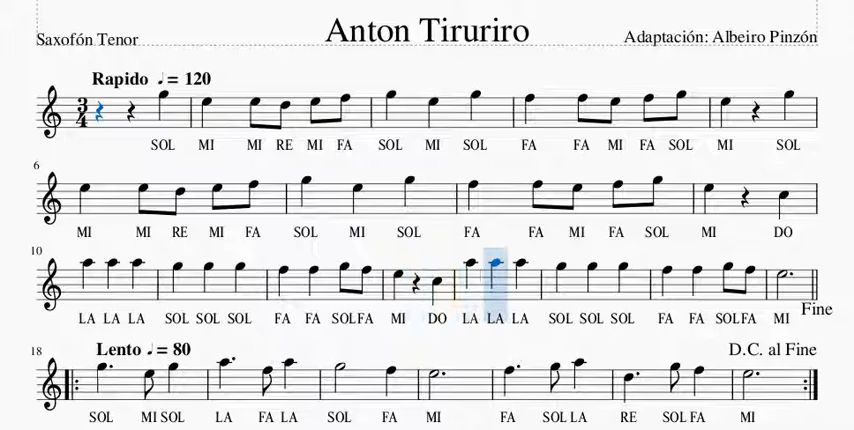 Anton Tiruriro
Saxofón Tenor
Adaptación: Albeiro Pinzón
Rapido ♩ = 120
3
4
SOL MI MI RE MI FA SOL MI SOL FA FA MI FA SOL MI SOL
6
MI MI RE MI FA SOL MI SOL FA FA MI FA SOL MI DO
10
LA LA LA SOL SOL SOL FA FA SOLFA MI DO LA LA LA SOL SOL SOL FA FA SOLFA MI
Fine
18
Lento ♩ = 80
D.C. al Fine
SOL MI SOL LA FA LA SOL FA MI FA SOL LA RE SOL FA MI